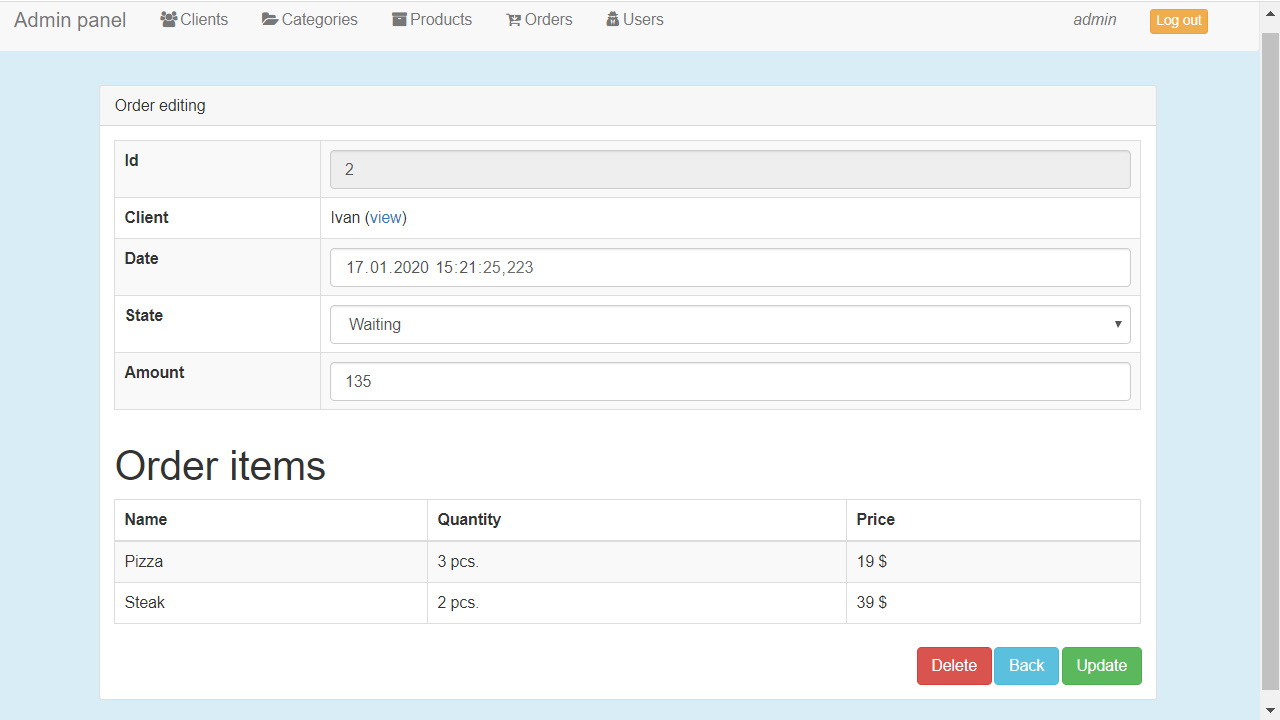 Admin panel Clients Categories Products Orders Users admin Log out
Order editing
Id 2
Client Ivan (view)
Date 17.01.2020 15:21:25,223
State Waiting
Amount 135
Order items
Name Quantity Price
Pizza 3 pcs. 19 $
Steak 2 pcs. 39 $
Delete Back Update